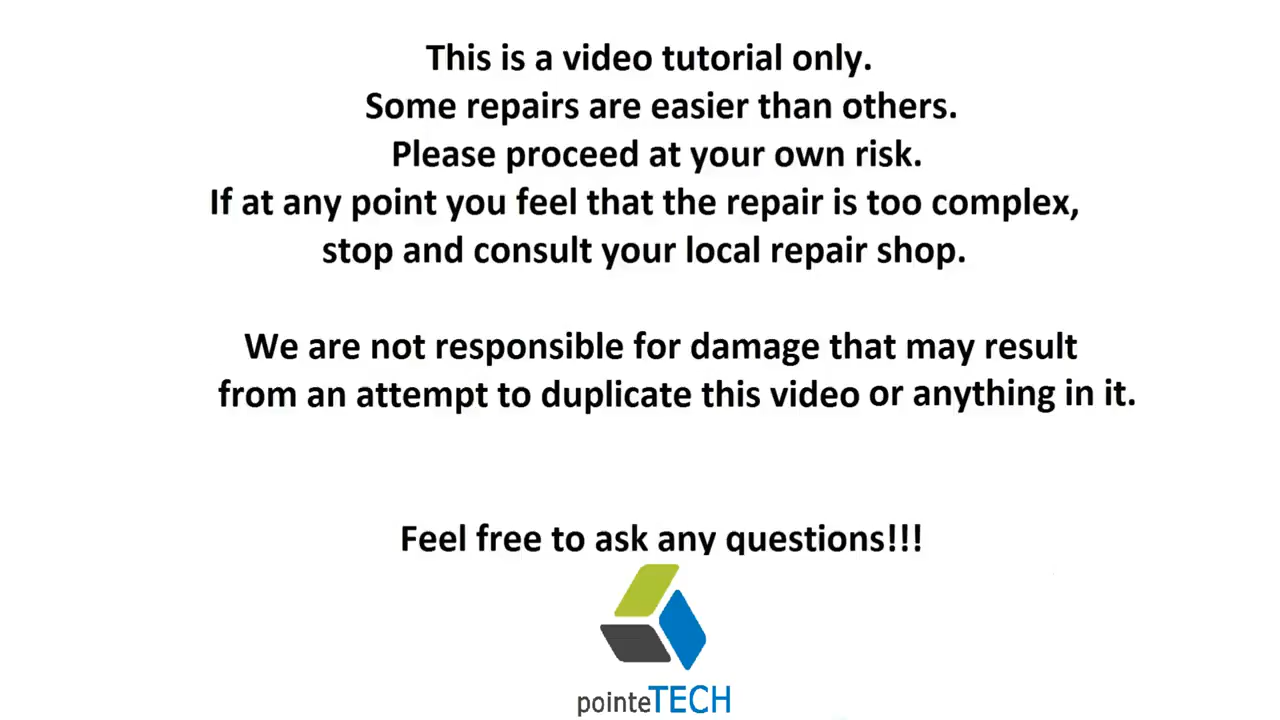 This is a video tutorial only.
Some repairs are easier than others.
Please proceed at your own risk.
If at any point you feel that the repair is too complex,
stop and consult your local repair shop.
We are not responsible for damage that may result
from an attempt to duplicate this video or anything in it.
Feel free to ask any questions!!!
pointeTECH